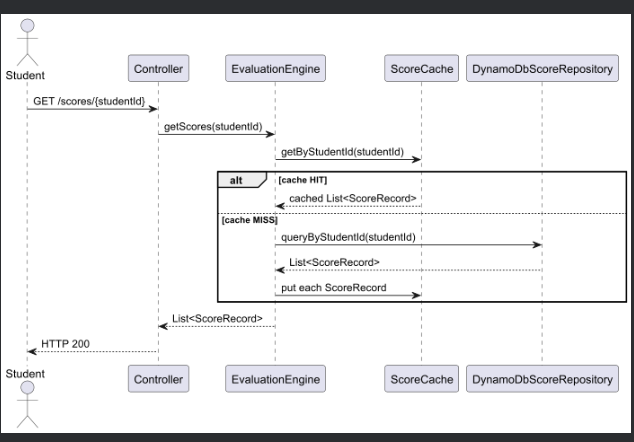 Student
Controller
EvaluationEngine
ScoreCache
DynamoDbScoreRepository
GET /scores/{studentId}
getScores(studentId)
getByStudentId(studentId)
alt
[cache HIT]
cached List<ScoreRecord>
[cache MISS]
queryByStudentId(studentId)
List<ScoreRecord>
put each ScoreRecord
List<ScoreRecord>
HTTP 200
Student
Controller
EvaluationEngine
ScoreCache
DynamoDbScoreRepository